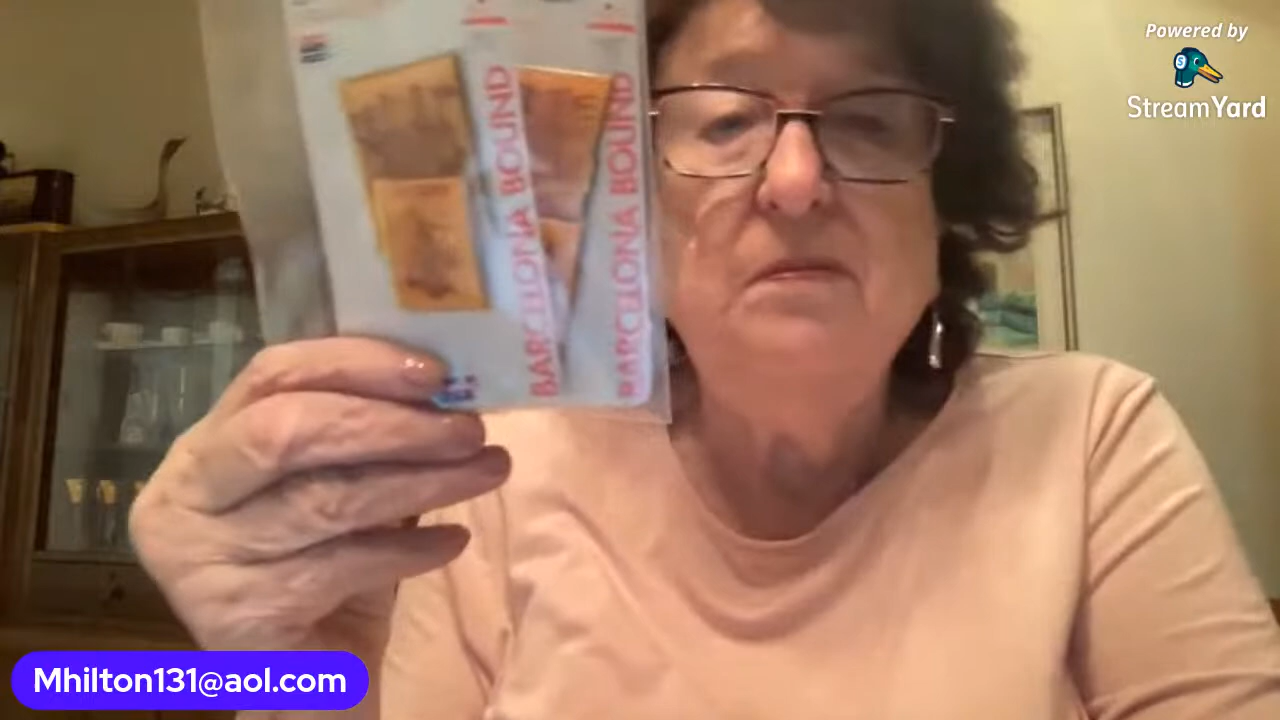 Powered by
S
StreamYard
BARCELONA BOUND
BARCELONA BOUND
Mhilton131@aol.com